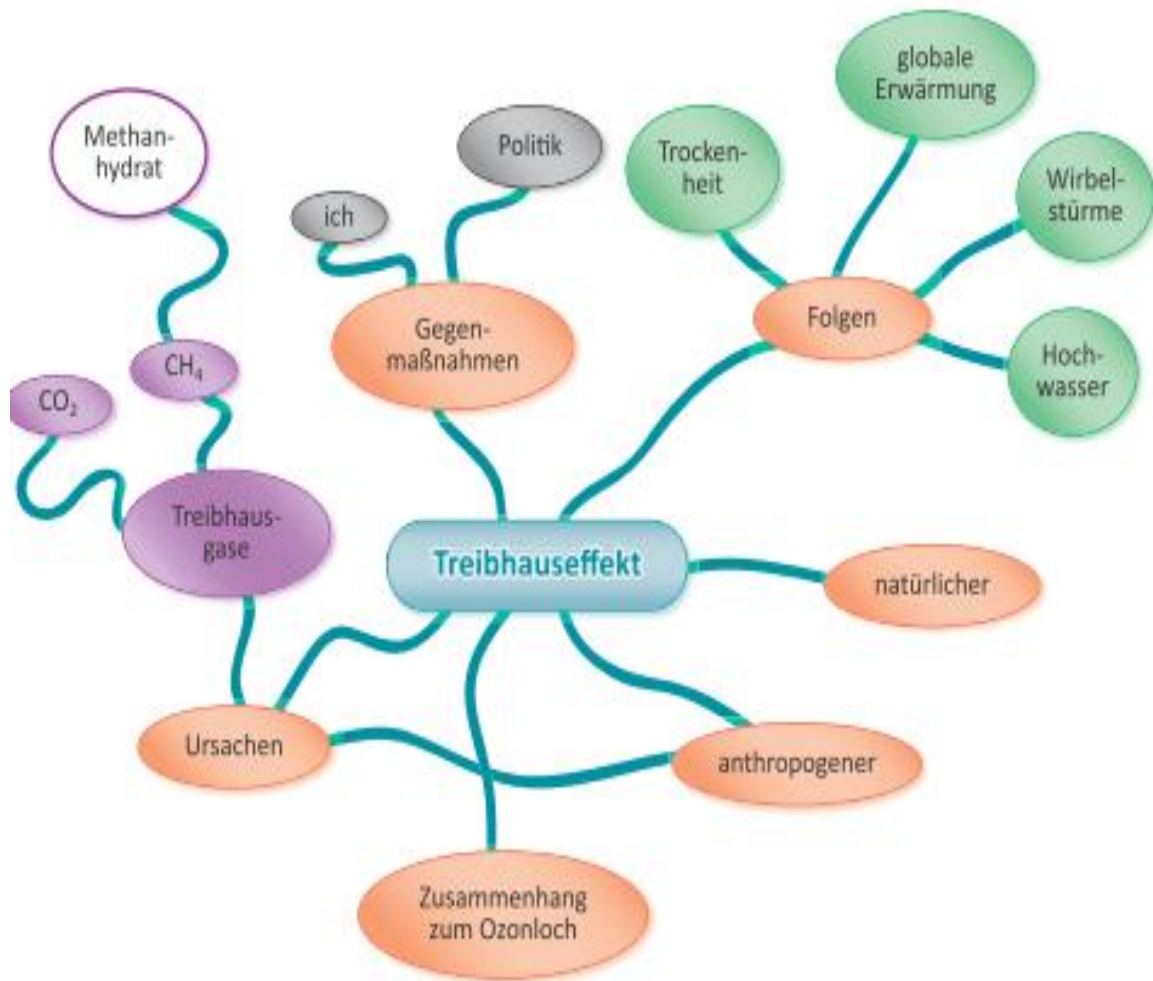 globale
Erwärmung
Methan-
hydrat
Politik
Trocken-
heit
Wirbel-
stürme
ich
Gegen-
maßnahmen
Folgen
CH₄
Hoch-
wasser
CO₂
Treibhaus-
gase
Treibhauseffekt
natürlicher
Ursachen
anthropogener
Zusammenhang
zum Ozonloch